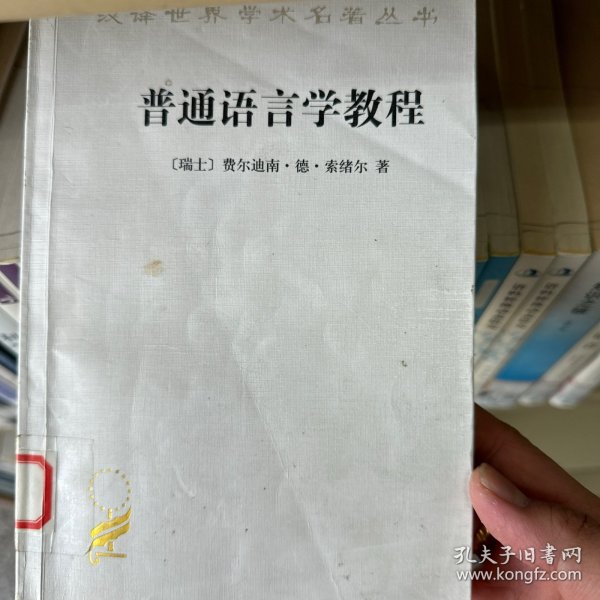 汉译世界学术名著丛书
普通语言学教程
〔瑞士〕费尔迪南·德·索绪尔 著
孔夫子旧书网
www.kongfz.com